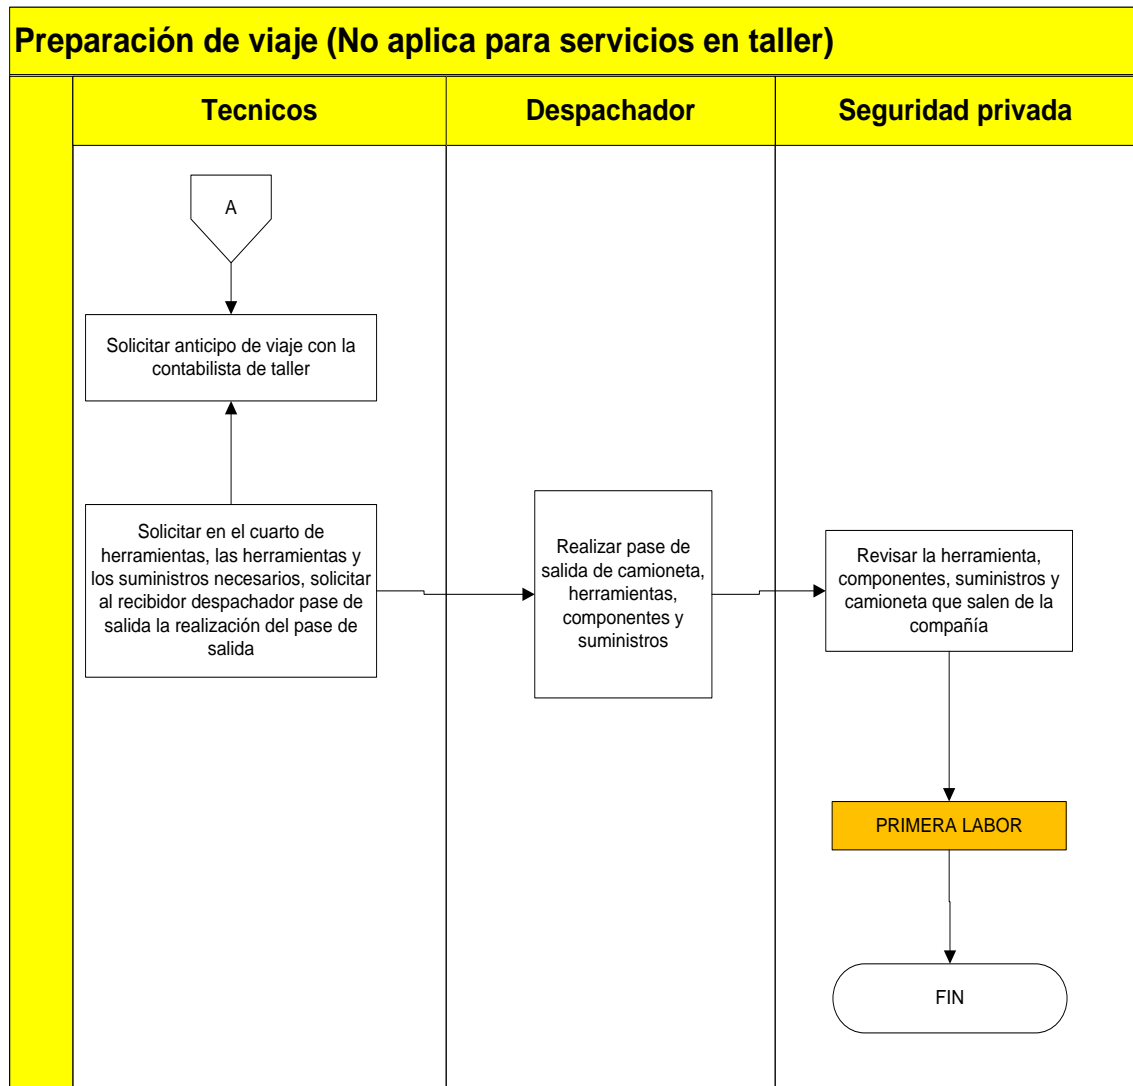 Preparación de viaje (No aplica para servicios en taller)
Tecnicos
Despachador
Seguridad privada
A
Solicitar anticipo de viaje con la
contabilista de taller
Solicitar en el cuarto de
herramientas, las herramientas y
los suministros necesarios, solicitar
al recibidor despachador pase de
salida la realización del pase de
salida
Realizar pase de
salida de camioneta,
herramientas,
componentes y
suministros
Revisar la herramienta,
componentes, suministros y
camioneta que salen de la
compañía
PRIMERA LABOR
FIN